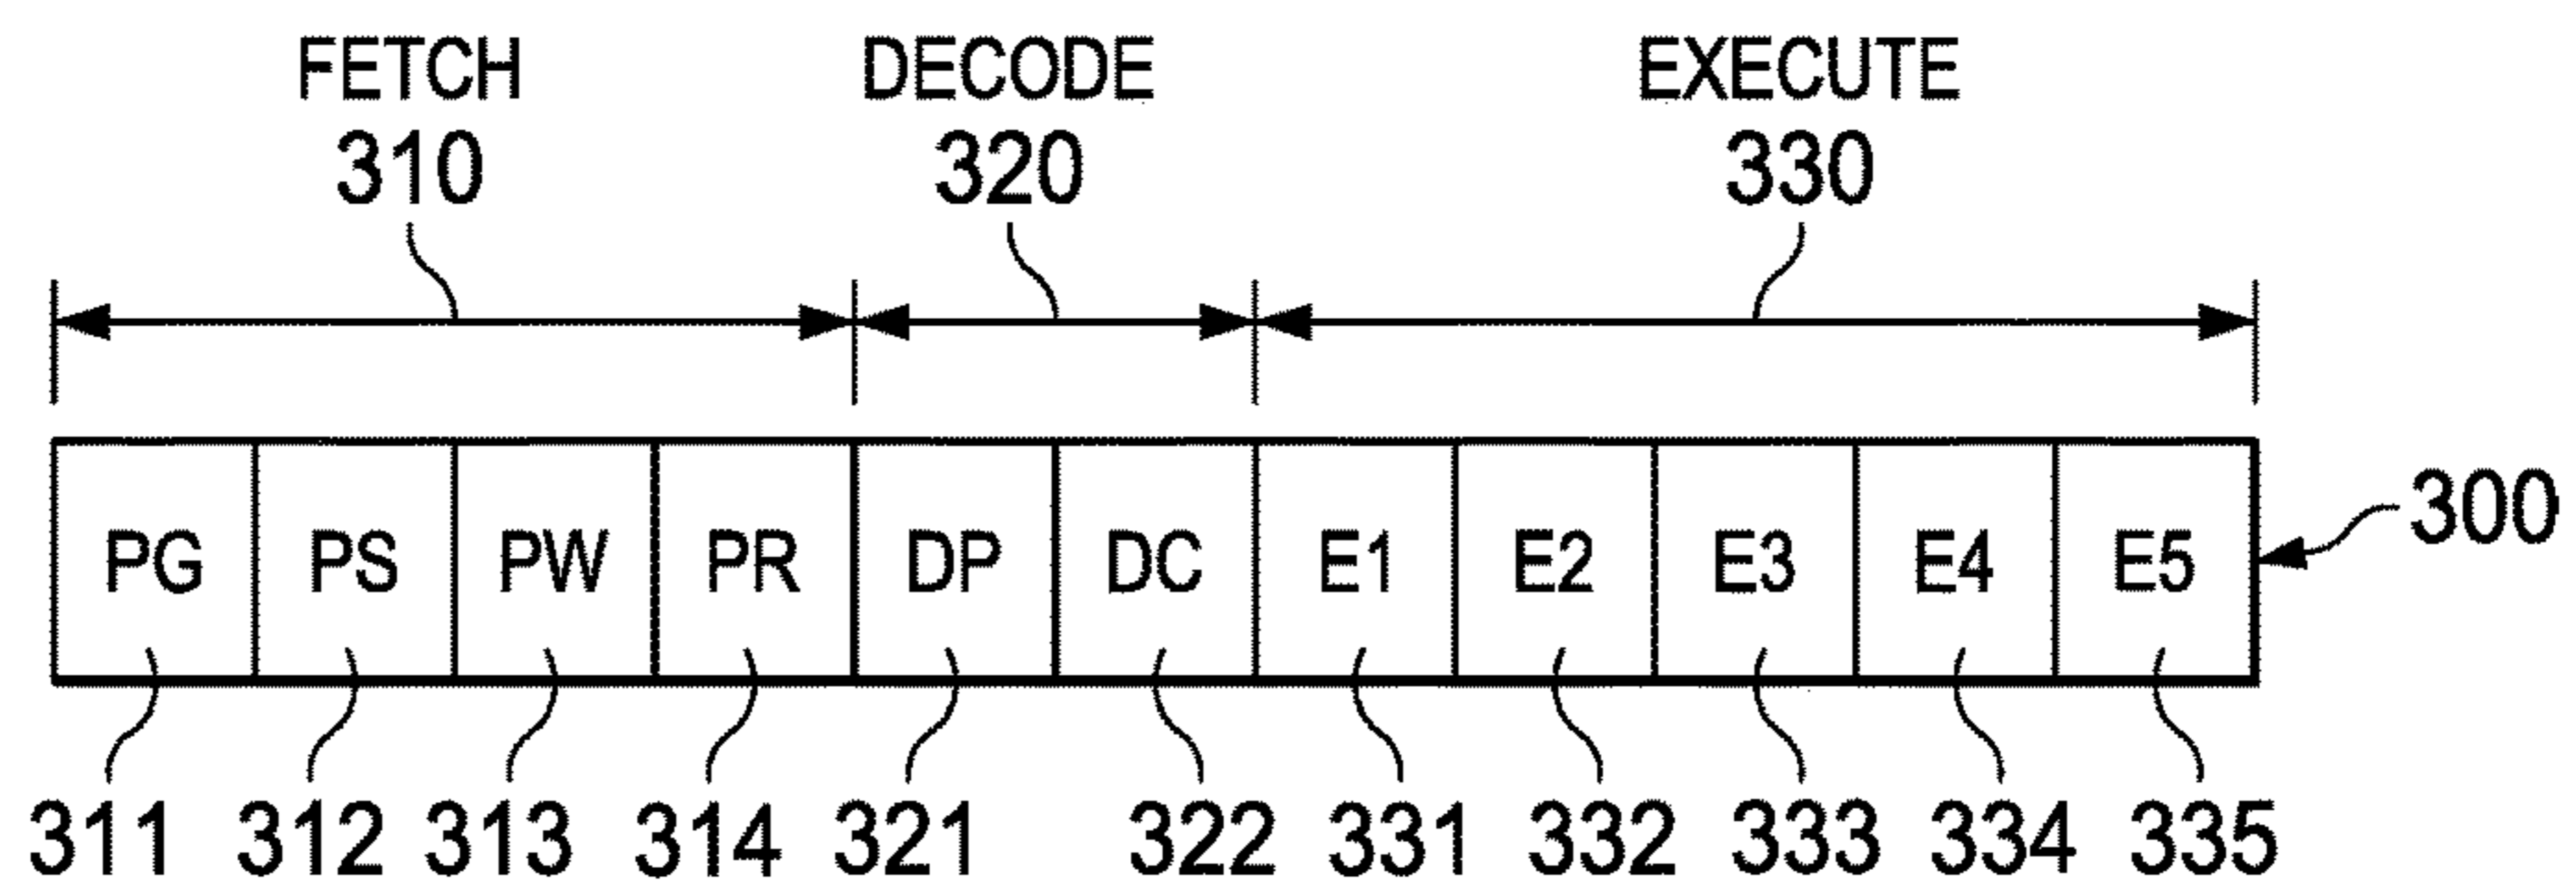 FETCH DECODE EXECUTE
310 320 330
PG PS PW PR DP DC E1 E2 E3 E4 E5
300
311 312 313 314 321 322 331 332 333 334 335